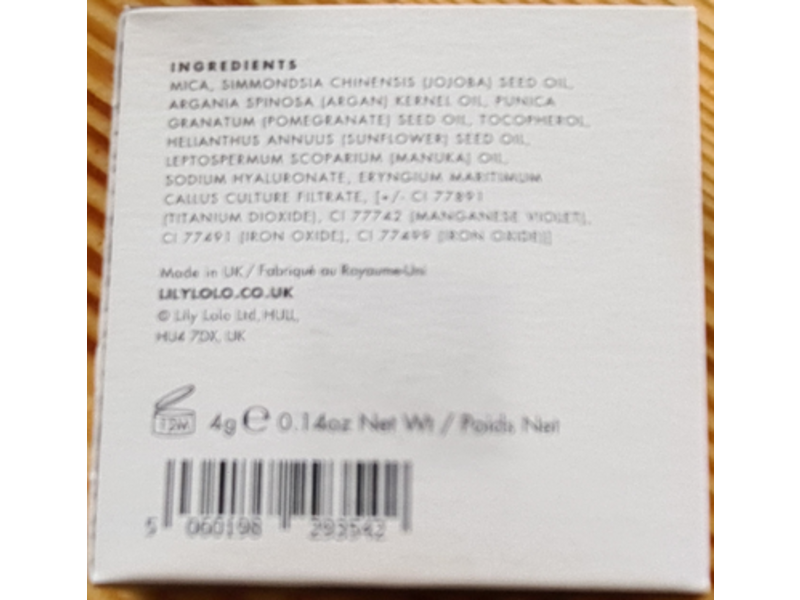 INGREDIENTS
MICA, SIMMONDSIA CHINENSIS (JOJOBA) SEED OIL,
ARGANIA SPINOSA (ARGAN) KERNEL OIL, PUNICA
GRANATUM (POMEGRANATE) SEED OIL, TOCOPHEROL,
HELIANTHUS ANNUUS (SUNFLOWER) SEED OIL,
LEPTOSPERMUM SCOPARIUM (MANUKA) OIL,
SODIUM HYALURONATE, ERYNGIUM MARITIMUM
CALLUS CULTURE FILTRATE, [+/- CI 77891
(TITANIUM DIOXIDE), CI 77742 (MANGANESE VIOLET),
CI 77491 (IRON OXIDE), CI 77499 (IRON OXIDE)]
Made in UK / Fabriqué au Royaume-Uni
LILYLOLO.CO.UK
© Lily Lolo Ltd, HULL,
HU4 7DX, UK
4g e 0.14oz Net Wt / Poids Net
5 060198 293542